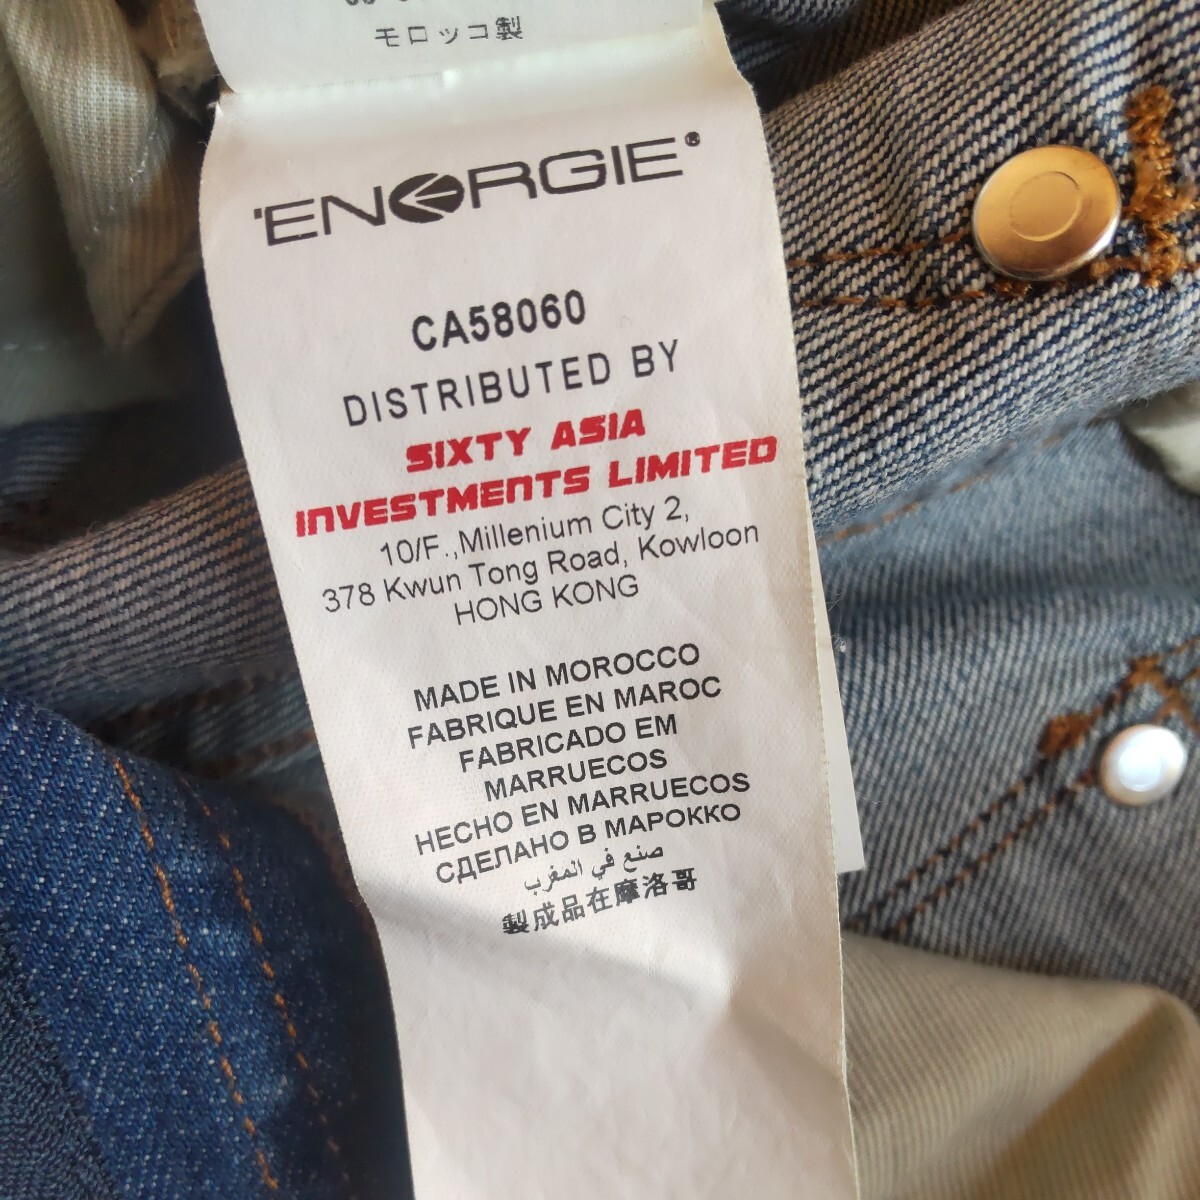 モロッコ製
'ENERGIE®
CA58060
DISTRIBUTED BY
SIXTY ASIA
INVESTMENTS LIMITED
10/F.,Millenium City 2,
378 Kwun Tong Road, Kowloon
HONG KONG
MADE IN MOROCCO
FABRIQUE EN MAROC
FABRICADO EM
MARRUECOS
HECHO EN MARRUECOS
СДЕЛАНО В МАРОККО
صنع في المغرب
製成品在摩洛哥